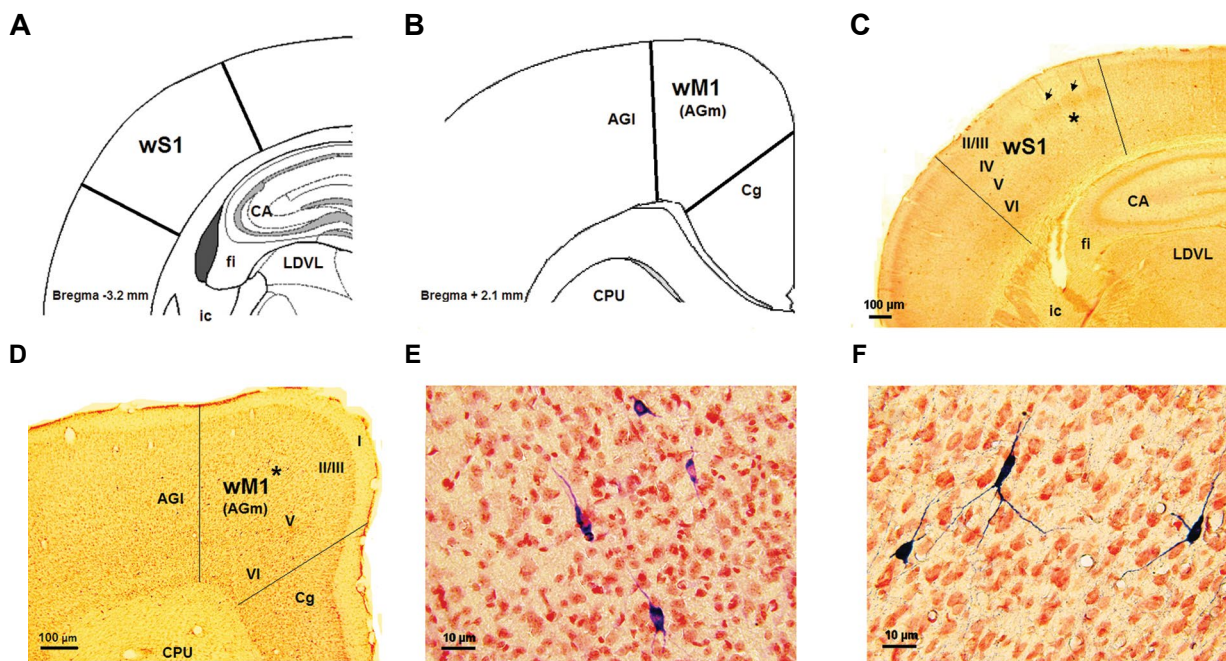 A
wS1
CA
fi
LDVL
Bregma -3.2 mm
ic
B
wM1
(AGm)
AGl
Cg
CPU
Bregma + 2.1 mm
C
*
II/III
wS1
IV
V
VI
CA
fi
LDVL
ic
100 µm
D
I
II/III
*
wM1
(AGm)
AGl
V
VI
Cg
CPU
100 µm
E
10 µm
F
10 µm